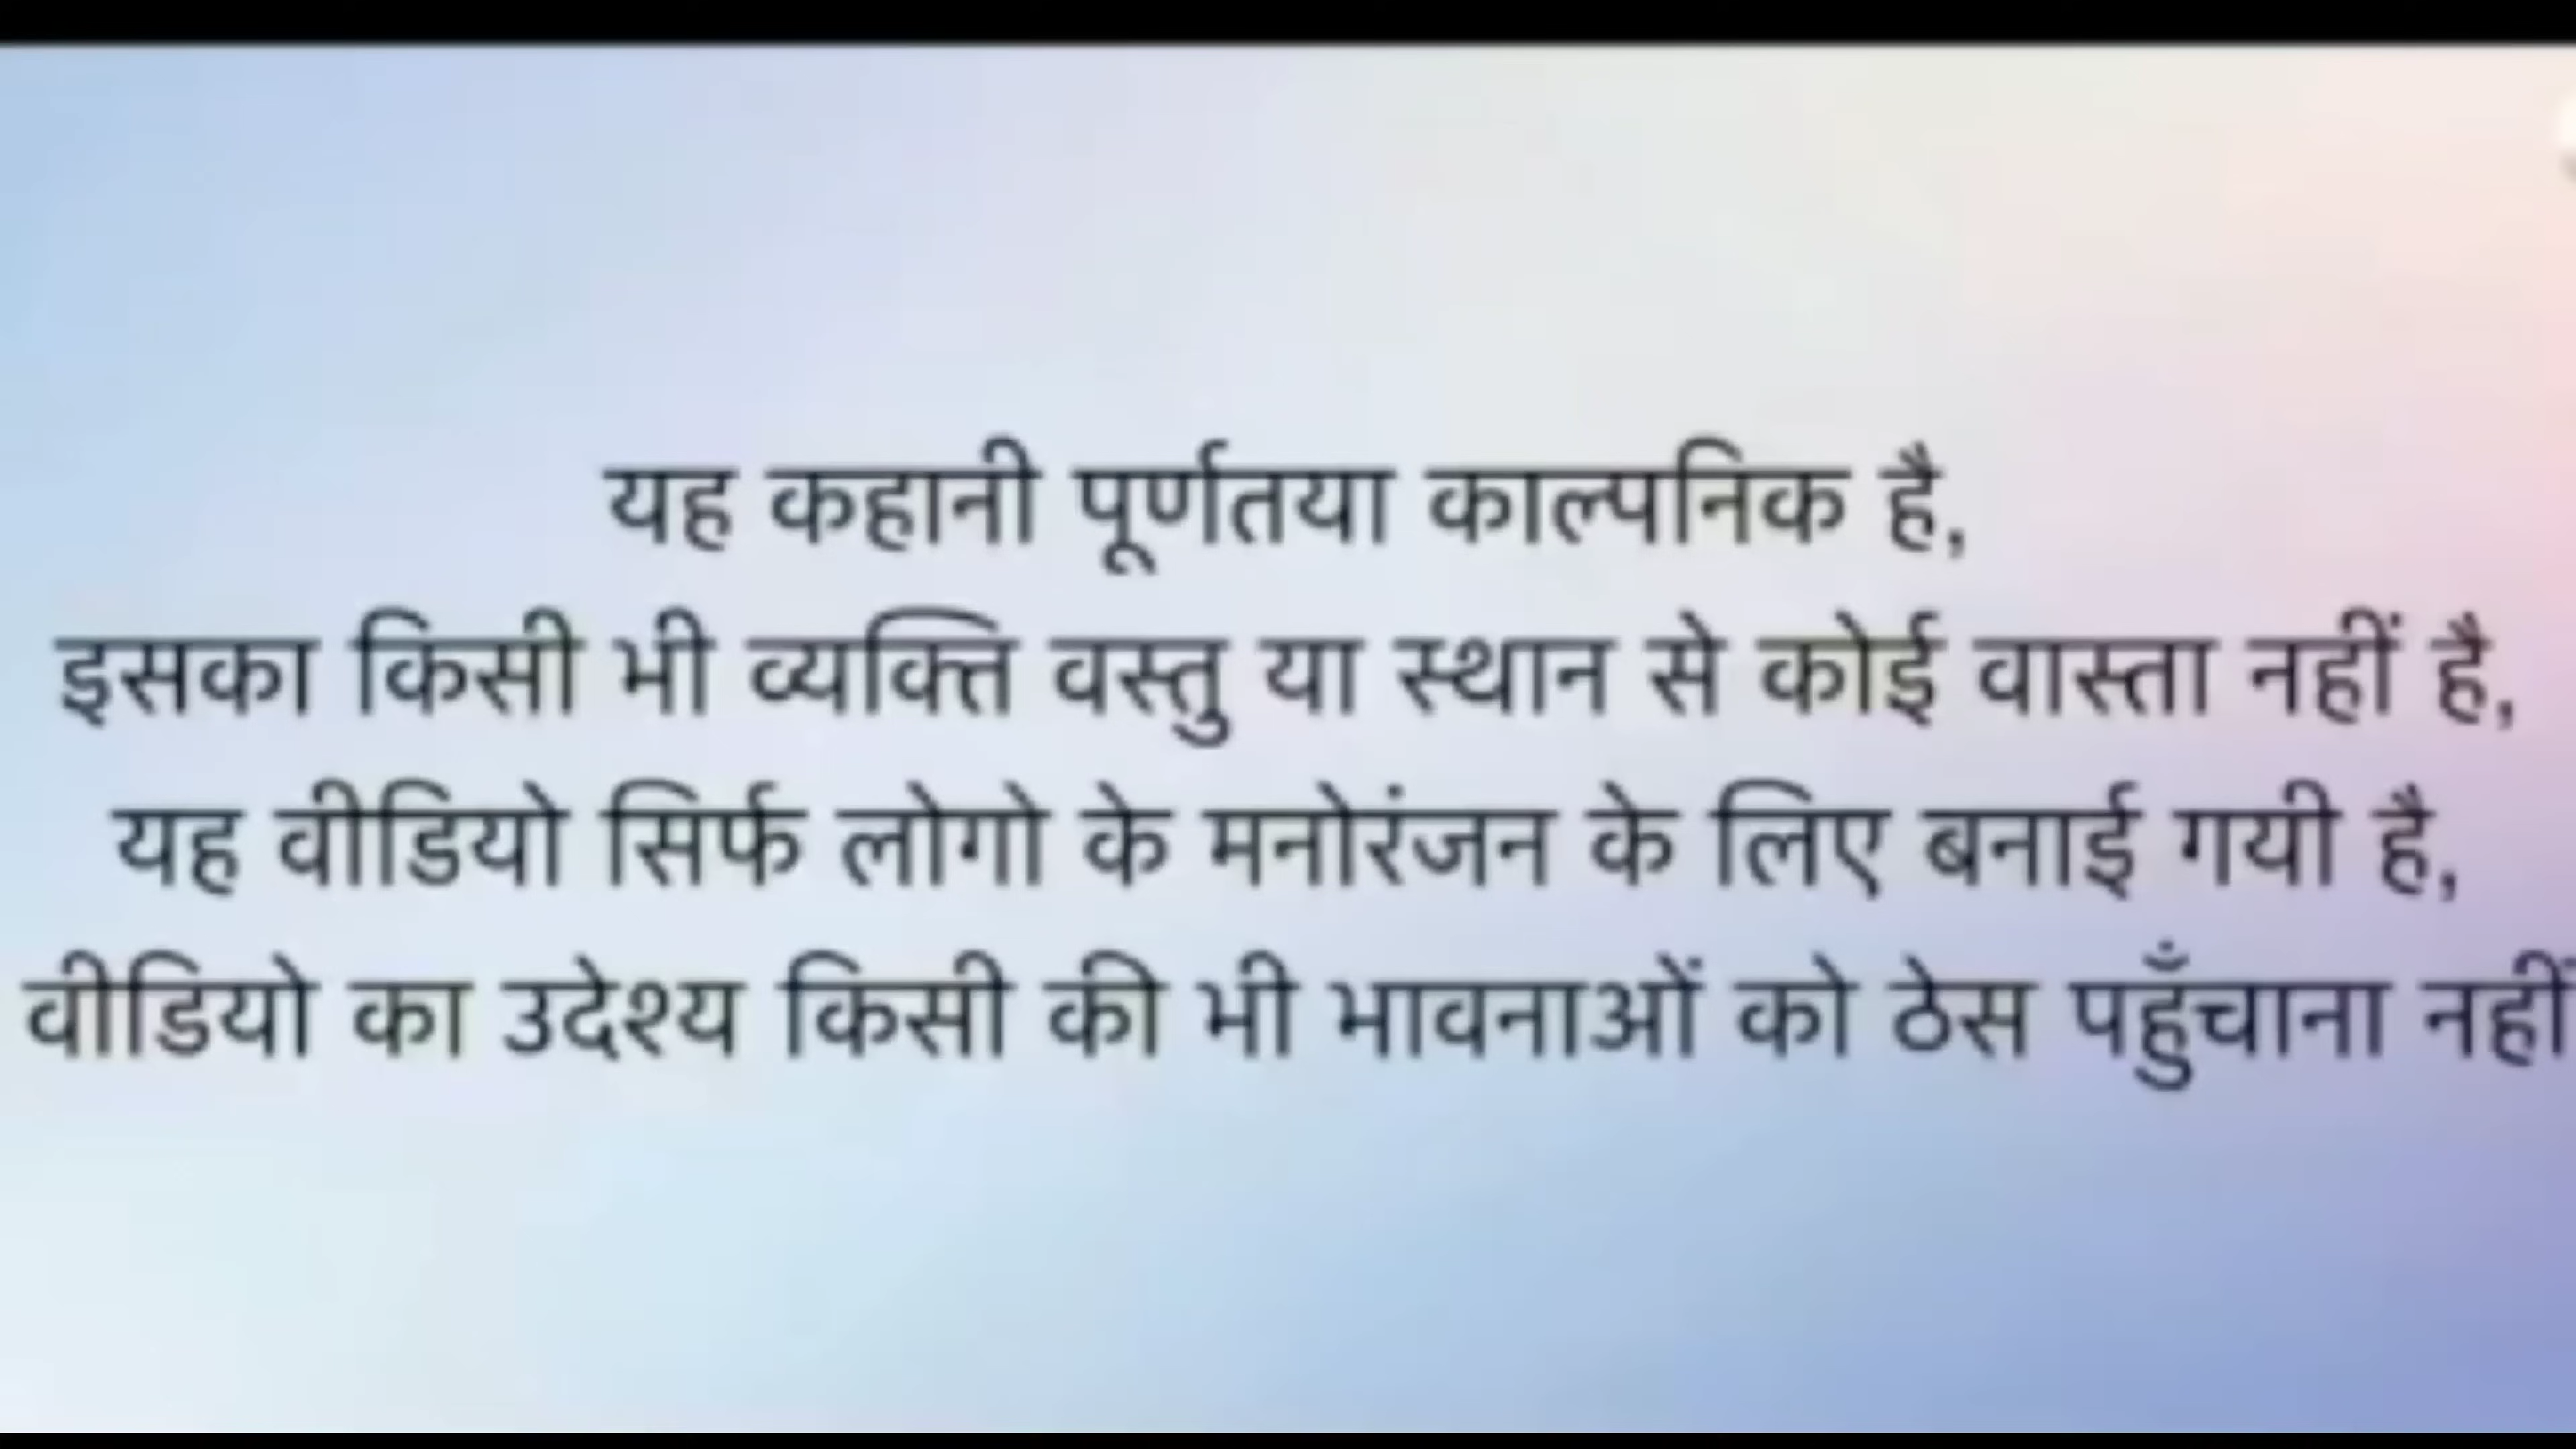 यह कहानी पूर्णतया काल्पनिक है,
इसका किसी भी व्यक्ति वस्तु या स्थान से कोई वास्ता नहीं है,
यह वीडियो सिर्फ लोगो के मनोरंजन के लिए बनाई गयी है,
वीडियो का उदेश्य किसी की भी भावनाओं को ठेस पहुँचाना नहीं